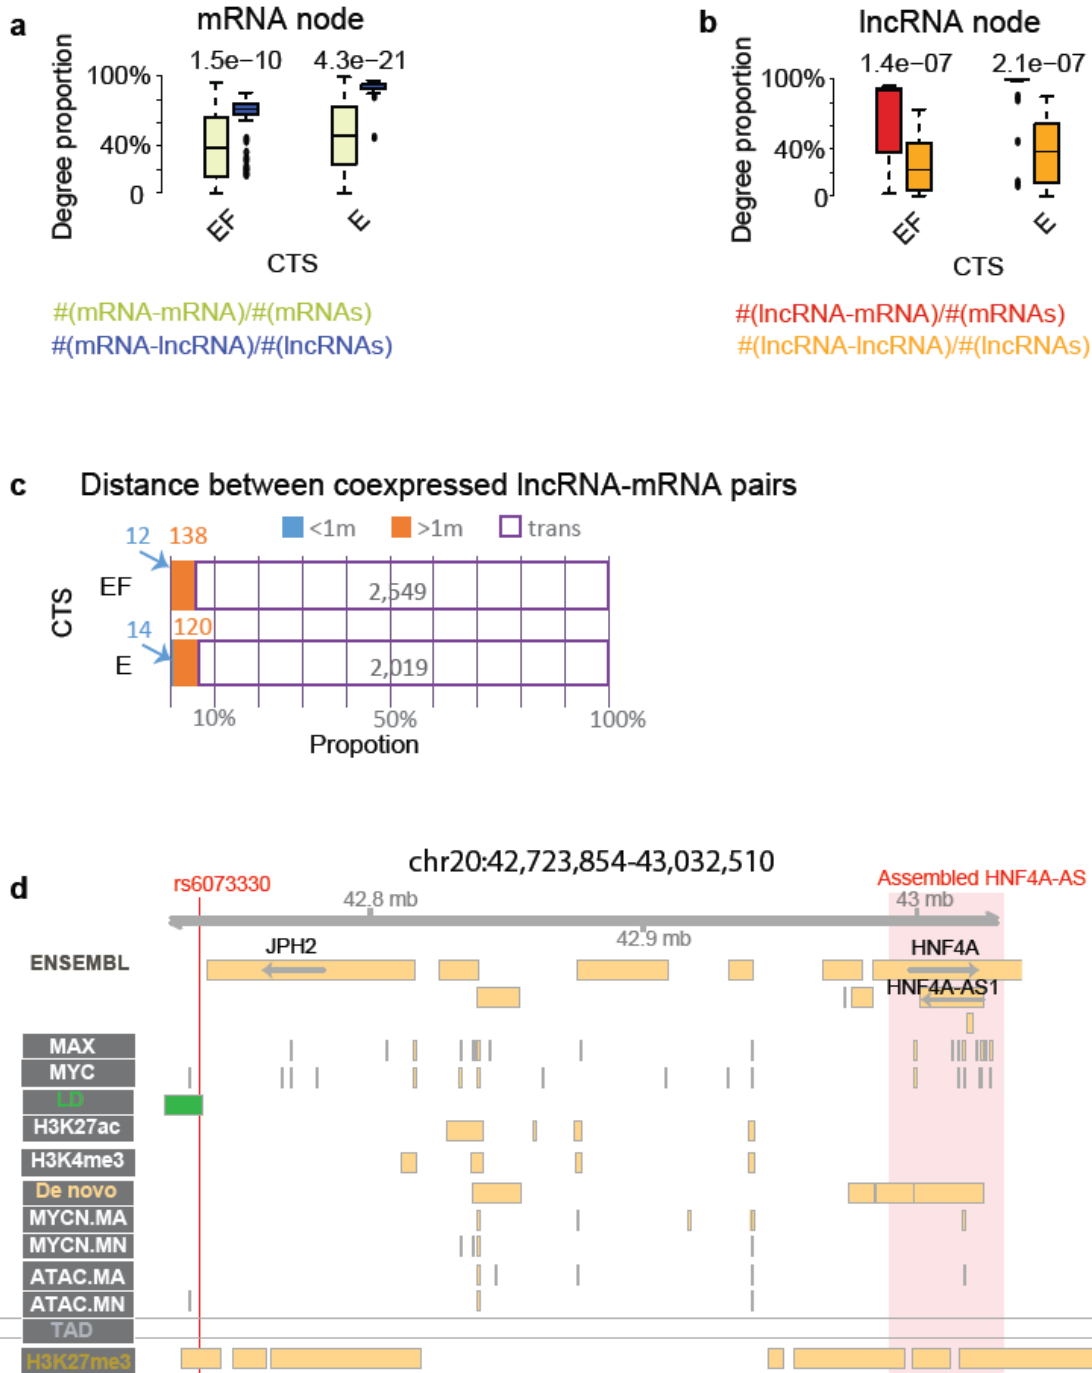 a
mRNA node
1.5e−10 4.3e−21
Degree proportion
100%
40%
0
EF
E
CTS
#(mRNA-mRNA)/#(mRNAs)
#(mRNA-lncRNA)/#(lncRNAs)
b
lncRNA node
1.4e−07 2.1e−07
Degree proportion
100%
40%
0
EF
E
CTS
#(lncRNA-mRNA)/#(mRNAs)
#(lncRNA-lncRNA)/#(lncRNAs)
c
Distance between coexpressed lncRNA-mRNA pairs
<1m >1m trans
12 138
EF
2,549
CTS
14 120
E
2,019
10% 50% 100%
Propotion
d
chr20:42,723,854-43,032,510
rs6073330
Assembled HNF4A-AS
42.8 mb
43 mb
42.9 mb
ENSEMBL
JPH2
HNF4A
HNF4A-AS1
MAX
MYC
LD
H3K27ac
H3K4me3
De novo
MYCN.MA
MYCN.MN
ATAC.MA
ATAC.MN
TAD
H3K27me3